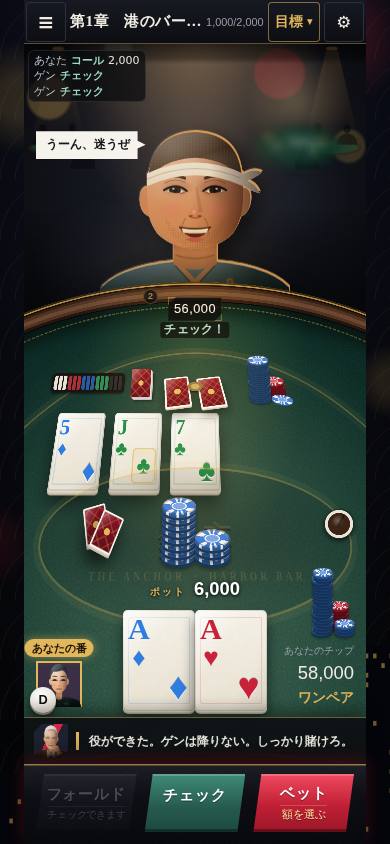 第1章 港のバー… 1,000/2,000 目標 ▾
あなた コール 2,000
ゲン チェック
ゲン チェック
うーん、迷うぜ
2
56,000
チェック！
5 J 7
THE ANCHOR HARBOR BAR
ポット 6,000
A A
あなたの番
D
あなたのチップ
58,000
ワンペア
役ができた。ゲンは降りない。しっかり賭けろ。
フォールド チェック ベット
チェックできます 額を選ぶ